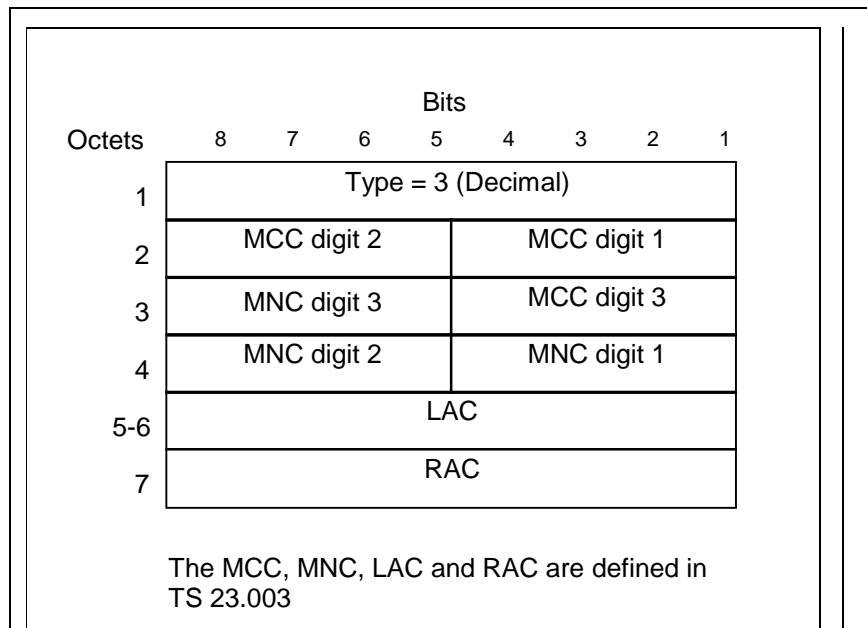 Bits
Octets 8 7 6 5 4 3 2 1
1 Type = 3 (Decimal)
2 MCC digit 2 MCC digit 1
3 MNC digit 3 MCC digit 3
4 MNC digit 2 MNC digit 1
5-6 LAC
7 RAC
The MCC, MNC, LAC and RAC are defined in
TS 23.003